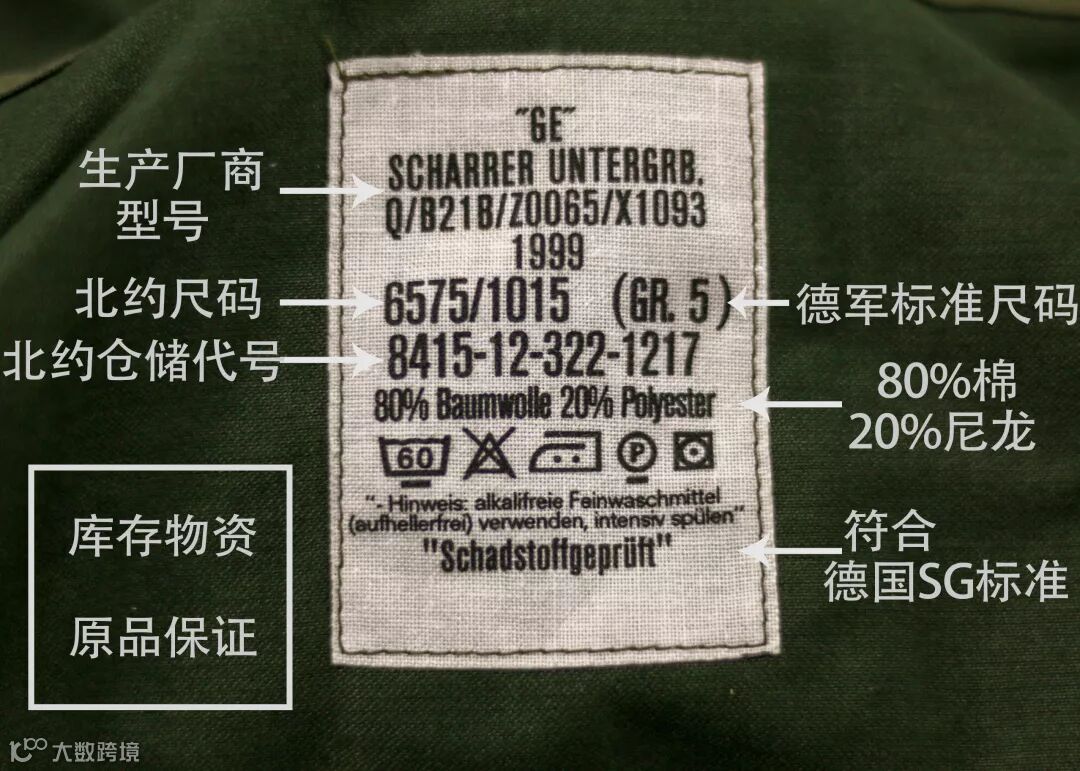 "GE"
生产厂商
型号
SCHARRER UNTERGRB.
Q/B21B/Z0065/X1093
1999
北约尺码
6575/1015 (GR. 5)
德军标准尺码
北约仓储代号
8415-12-322-1217
80% Baumwolle 20% Polyester
80%棉
20%尼龙
60
P
"- Hinweis: alkalifreie Feinwaschmittel
(aufhellerfrei) verwenden, intensiv spülen"
"Schadstoffgeprüft"
符合
德国SG标准
库存物资
原品保证
大数跨境